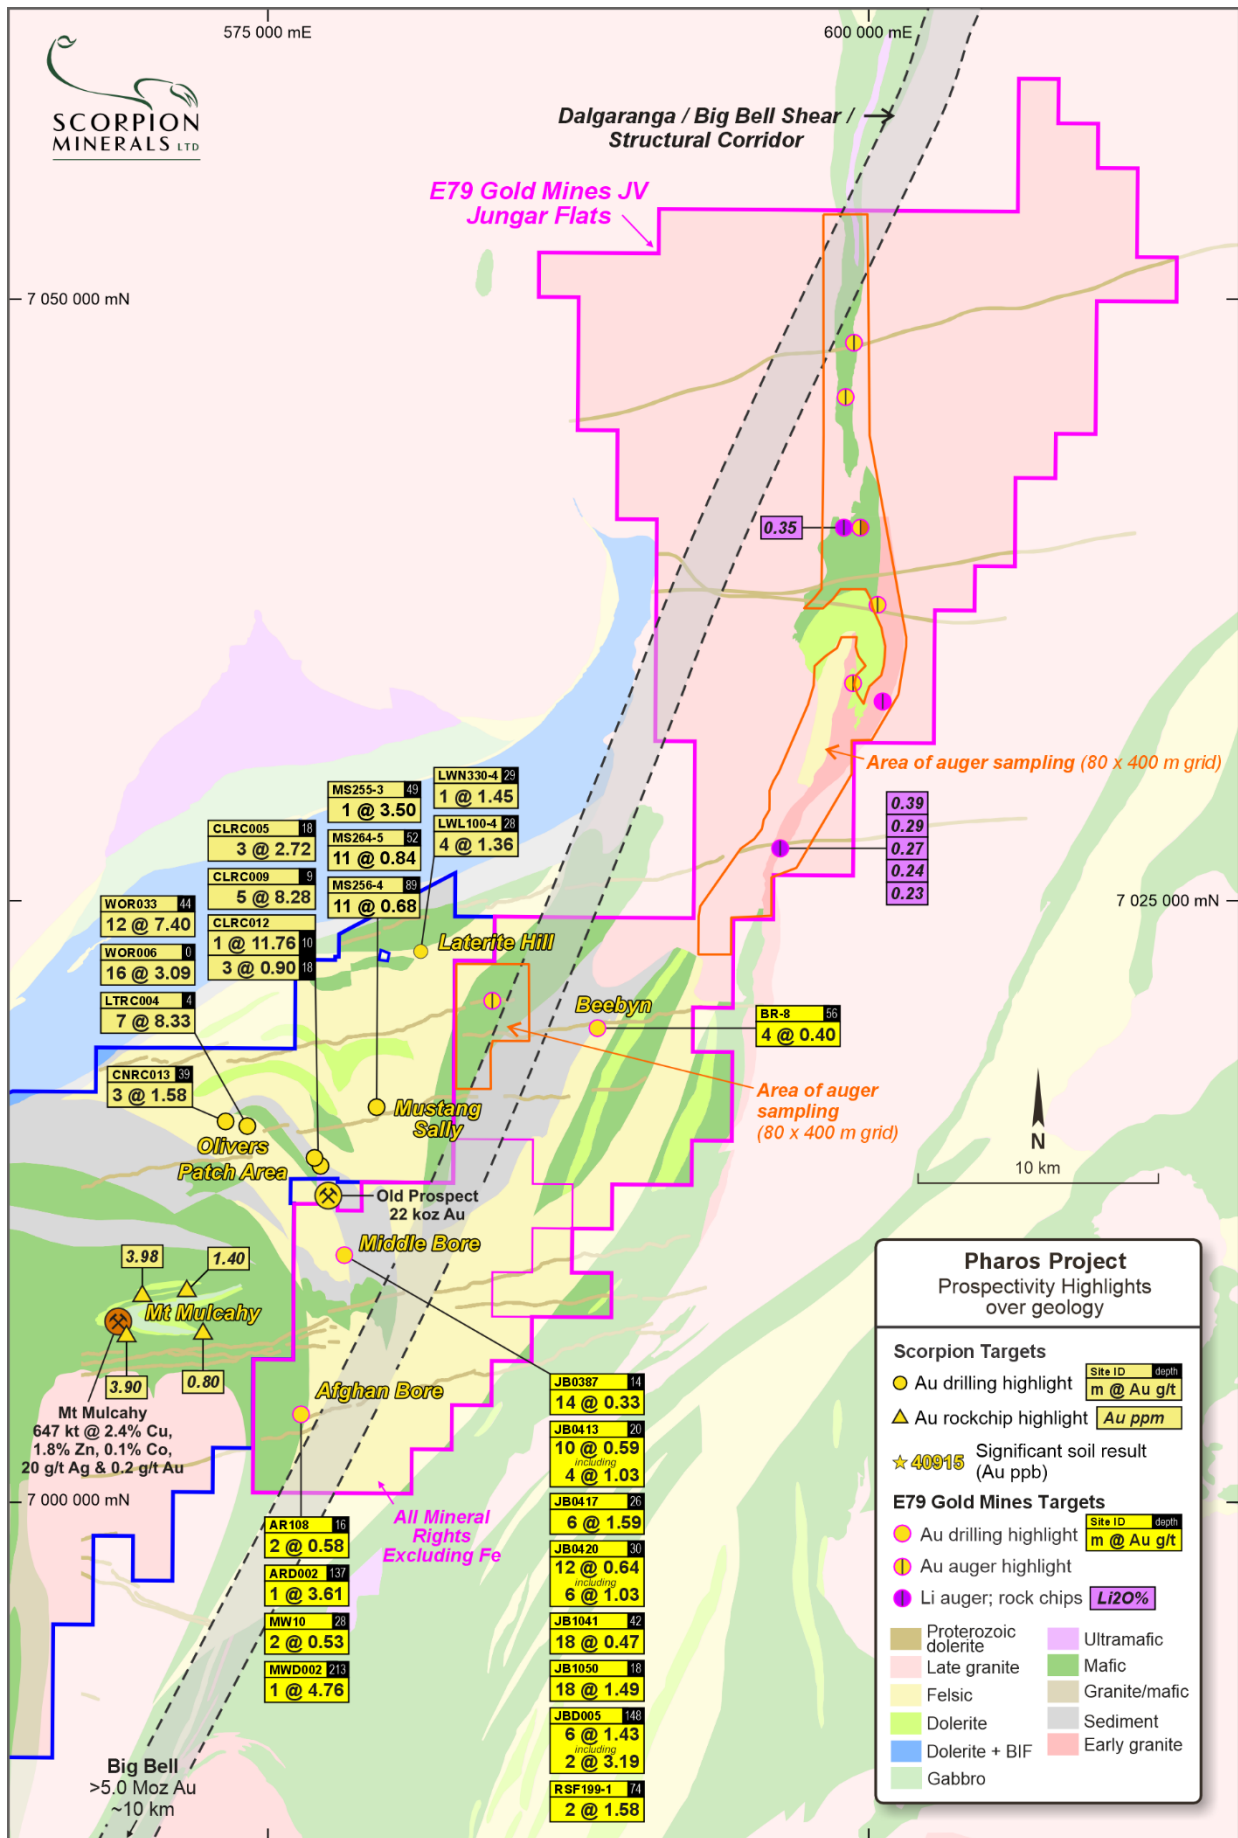 575 000 mE
600 000 mE
SCORPION
MINERALS LTD
Dalgaranga / Big Bell Shear /
Structural Corridor
E79 Gold Mines JV
Jungar Flats
7 050 000 mN
0.35
Area of auger sampling (80 x 400 m grid)
0.39
0.29
0.27
0.24
0.23
7 025 000 mN
LWN330-4 29
1 @ 1.45
LWL100-4 28
4 @ 1.36
MS255-3 49
1 @ 3.50
MS264-5 52
11 @ 0.84
MS256-4 89
11 @ 0.68
CLRC005 18
3 @ 2.72
CLRC009 9
5 @ 8.28
CLRC012
1 @ 11.76 10
3 @ 0.90 18
WOR033 44
12 @ 7.40
WOR006 0
16 @ 3.09
LTRC004 4
7 @ 8.33
CNRC013 39
3 @ 1.58
Laterite Hill
Beebyn
BR-8 56
4 @ 0.40
Area of auger
sampling
(80 x 400 m grid)
Mustang
Sally
Olivers
Patch Area
Old Prospect
22 koz Au
Middle Bore
N
10 km
3.98
1.40
Mt Mulcahy
3.90
0.80
Mt Mulcahy
647 kt @ 2.4% Cu,
1.8% Zn, 0.1% Co,
20 g/t Ag & 0.2 g/t Au
7 000 000 mN
Afghan Bore
All Mineral
Rights
Excluding Fe
AR108 16
2 @ 0.58
ARD002 137
1 @ 3.61
MW10 28
2 @ 0.53
MWD002 213
1 @ 4.76
JB0387 14
14 @ 0.33
JB0413 20
10 @ 0.59
including
4 @ 1.03
JB0417 26
6 @ 1.59
JB0420 30
12 @ 0.64
including
6 @ 1.03
JB1041 42
18 @ 0.47
JB1050 18
18 @ 1.49
JBD005 148
6 @ 1.43
including
2 @ 3.19
RSF199-1 74
2 @ 1.58
Big Bell
>5.0 Moz Au
~10 km
Pharos Project
Prospectivity Highlights
over geology
Scorpion Targets
Au drilling highlight
Site ID depth
m @ Au g/t
Au rockchip highlight
Au ppm
40915
Significant soil result
(Au ppb)
E79 Gold Mines Targets
Au drilling highlight
Site ID depth
m @ Au g/t
Au auger highlight
Li auger; rock chips
Li2O%
Proterozoic
dolerite
Late granite
Felsic
Dolerite
Dolerite + BIF
Gabbro
Ultramafic
Mafic
Granite/mafic
Sediment
Early granite